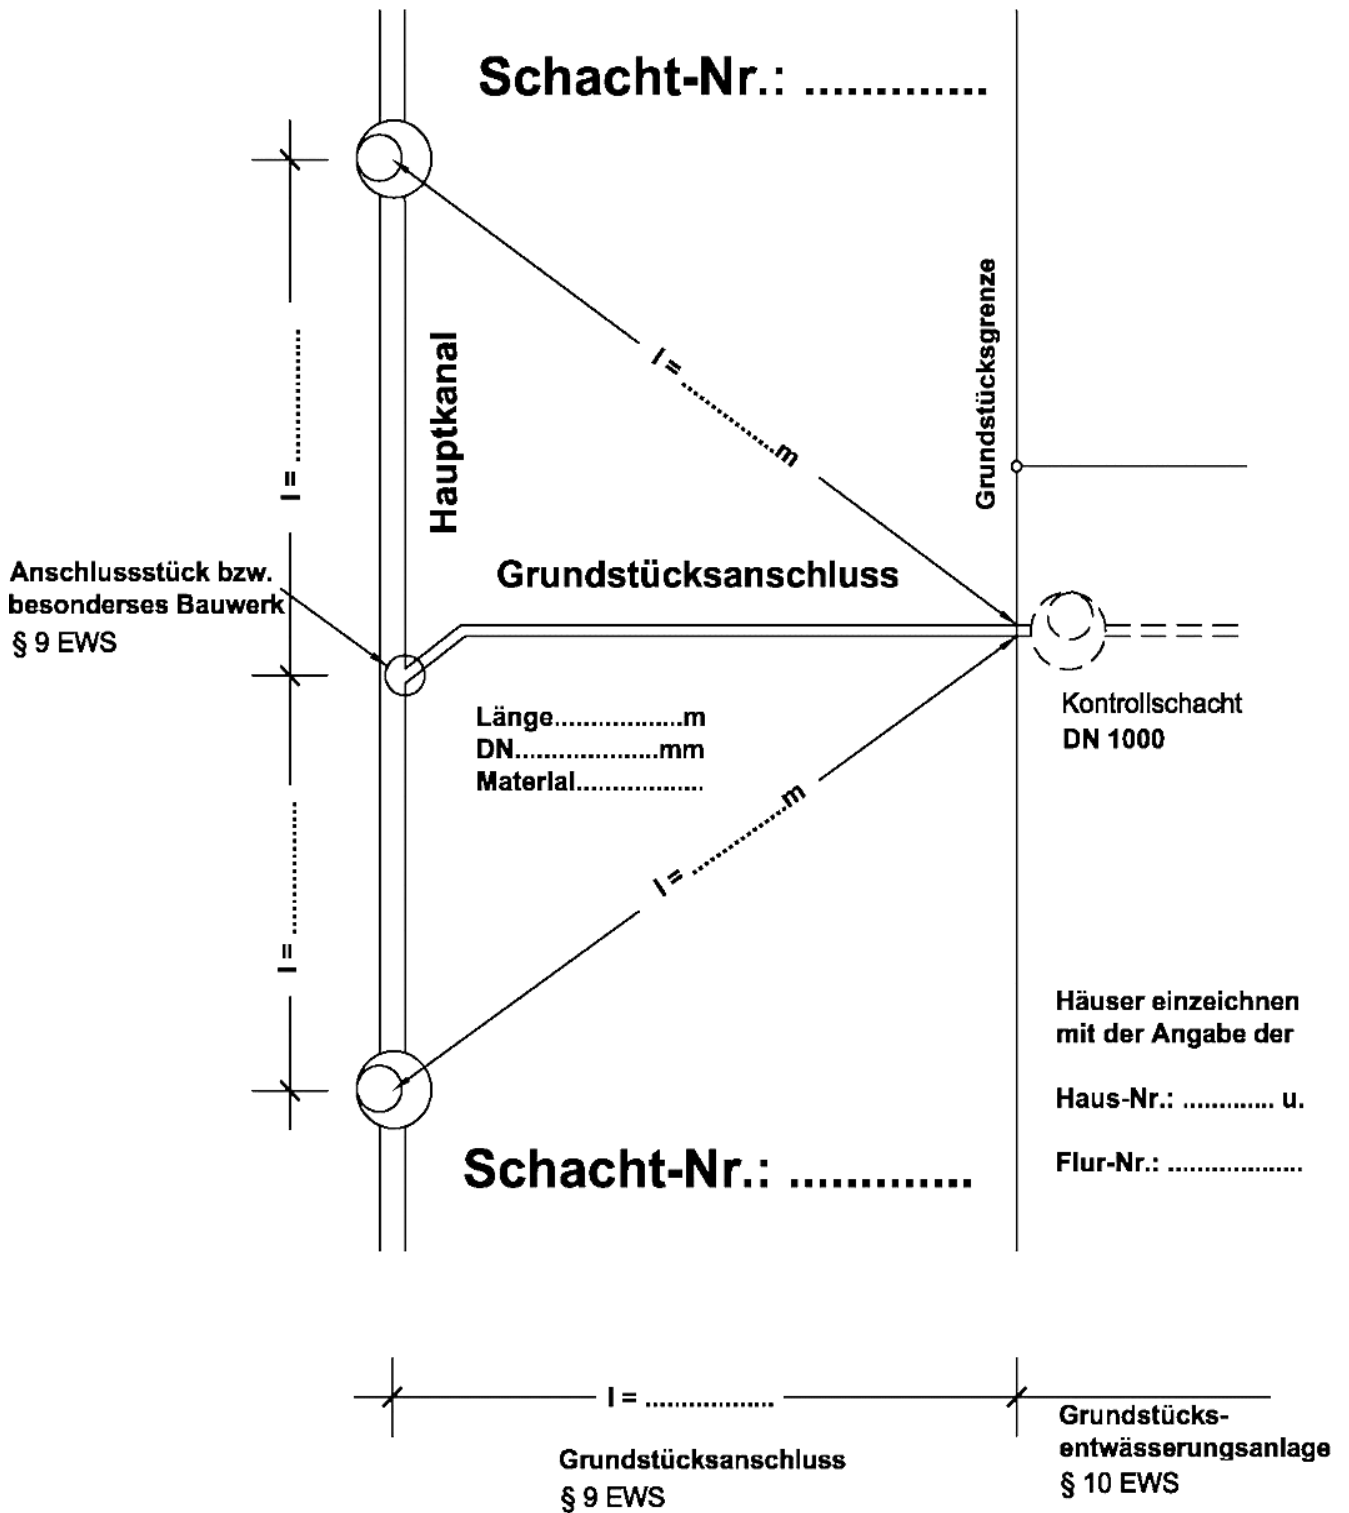 Schacht-Nr.: .............
l = ..................
Hauptkanal
l = ..................m
Grundstücksgrenze
Anschlussstück bzw.
besonderses Bauwerk
§ 9 EWS
Grundstücksanschluss
Länge..................m
DN....................mm
Material..................
Kontrollschacht
DN 1000
l = ..................m
l = ..................
Häuser einzeichnen
mit der Angabe der
Haus-Nr.: ............. u.
Flur-Nr.: ...................
Schacht-Nr.: .............
l = ..................
Grundstücksanschluss
§ 9 EWS
Grundstücks-
entwässerungsanlage
§ 10 EWS